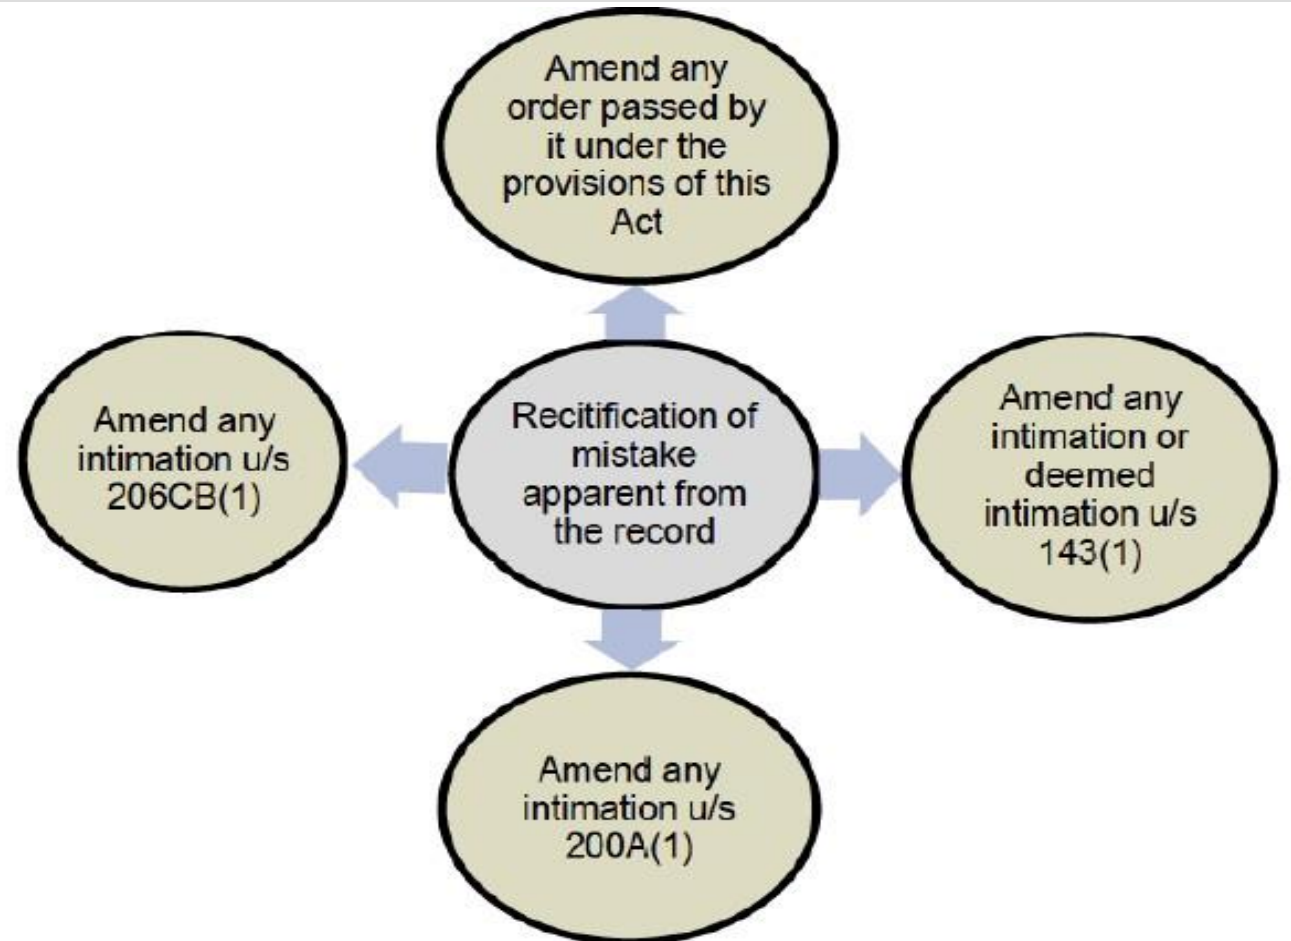 Amend any
order passed by
it under the
provisions of this
Act
Amend any
intimation u/s
206CB(1)
Recitification of
mistake
apparent from
the record
Amend any
intimation or
deemed
intimation u/s
143(1)
Amend any
intimation u/s
200A(1)